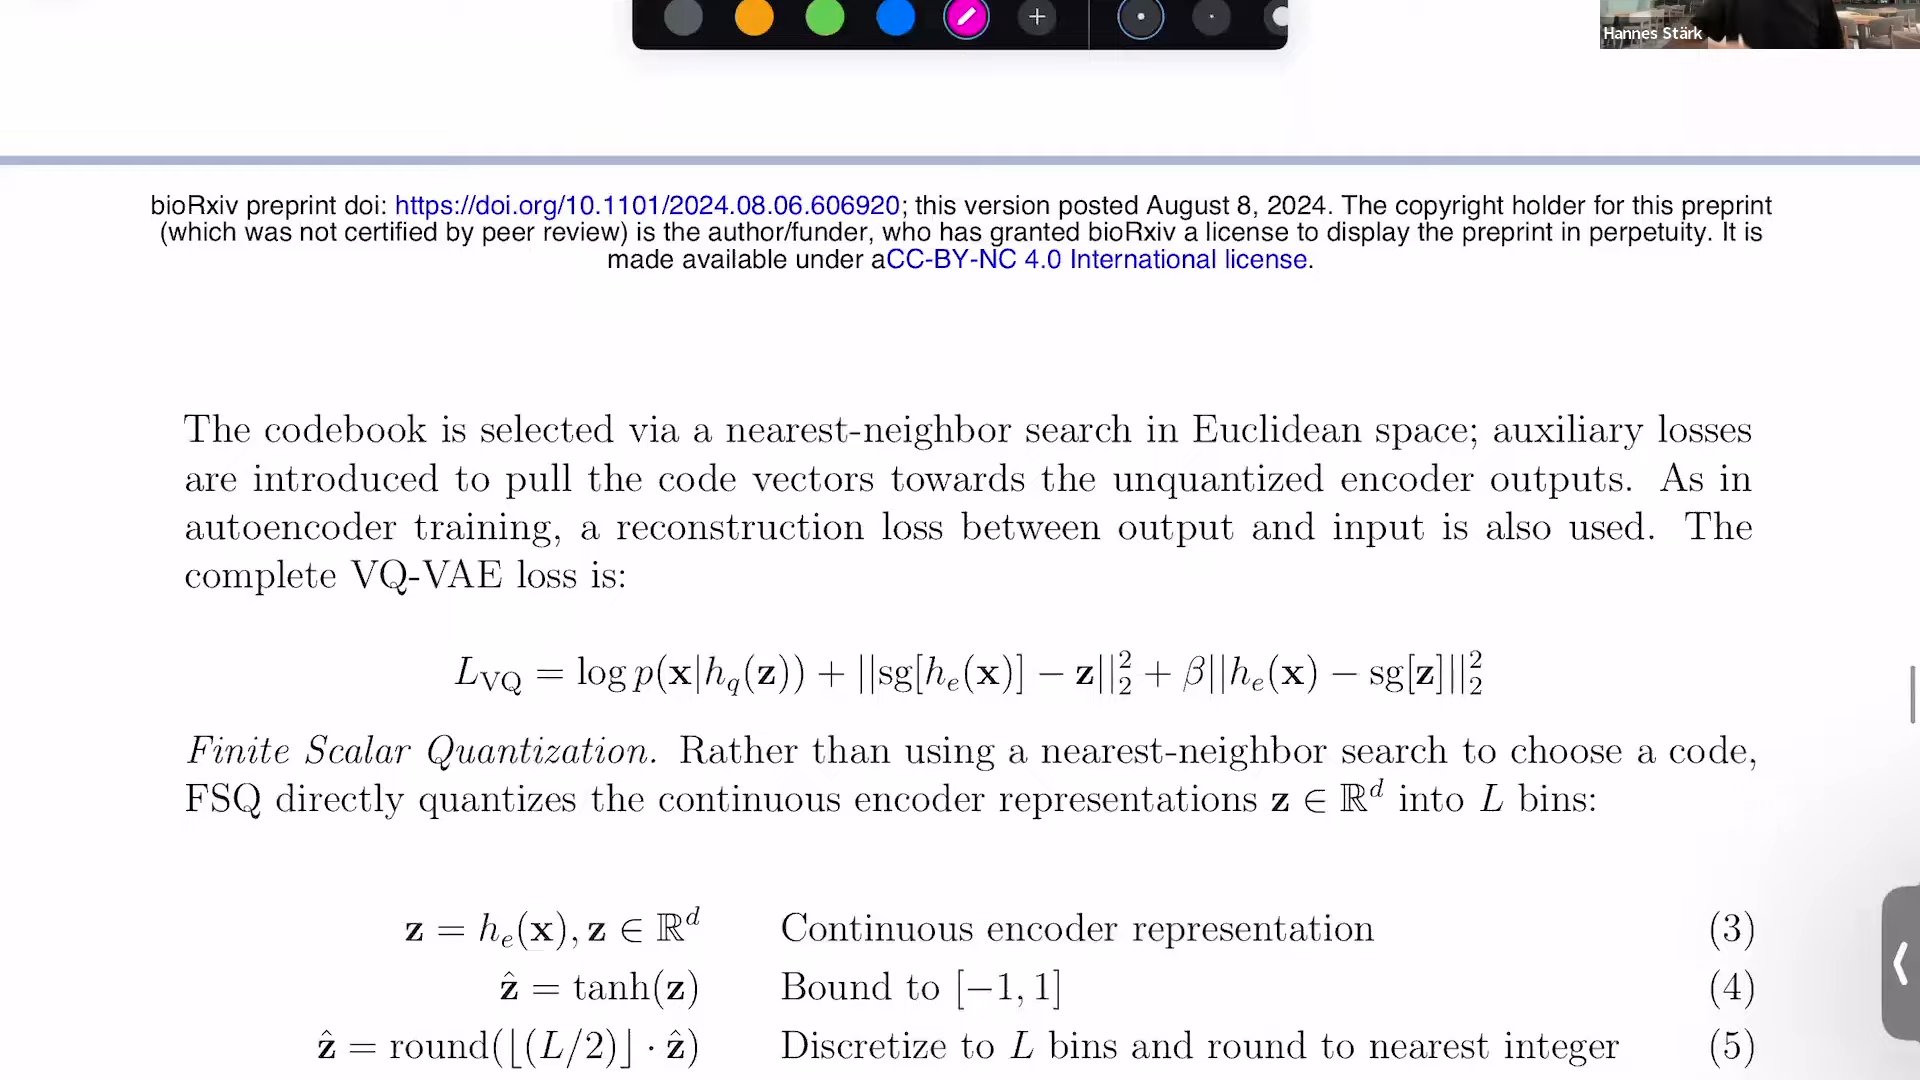 Hannes Stärk
bioRxiv preprint doi: https://doi.org/10.1101/2024.08.06.606920; this version posted August 8, 2024. The copyright holder for this preprint
(which was not certified by peer review) is the author/funder, who has granted bioRxiv a license to display the preprint in perpetuity. It is
made available under aCC-BY-NC 4.0 International license.
The codebook is selected via a nearest-neighbor search in Euclidean space; auxiliary losses
are introduced to pull the code vectors towards the unquantized encoder outputs. As in
autoencoder training, a reconstruction loss between output and input is also used. The
complete VQ-VAE loss is:
L_VQ = log p(𝐱|h_q(𝐳)) + ||sg[h_e(𝐱)] − 𝐳||₂² + β||h_e(𝐱) − sg[𝐳]||₂²
Finite Scalar Quantization. Rather than using a nearest-neighbor search to choose a code,
FSQ directly quantizes the continuous encoder representations 𝐳 ∈ ℝᵈ into L bins:
𝐳 = h_e(𝐱), 𝐳 ∈ ℝᵈ Continuous encoder representation (3)
𝐳̂ = tanh(𝐳) Bound to [−1, 1] (4)
𝐳̂ = round(⌊(L/2)⌋ · 𝐳̂) Discretize to L bins and round to nearest integer (5)